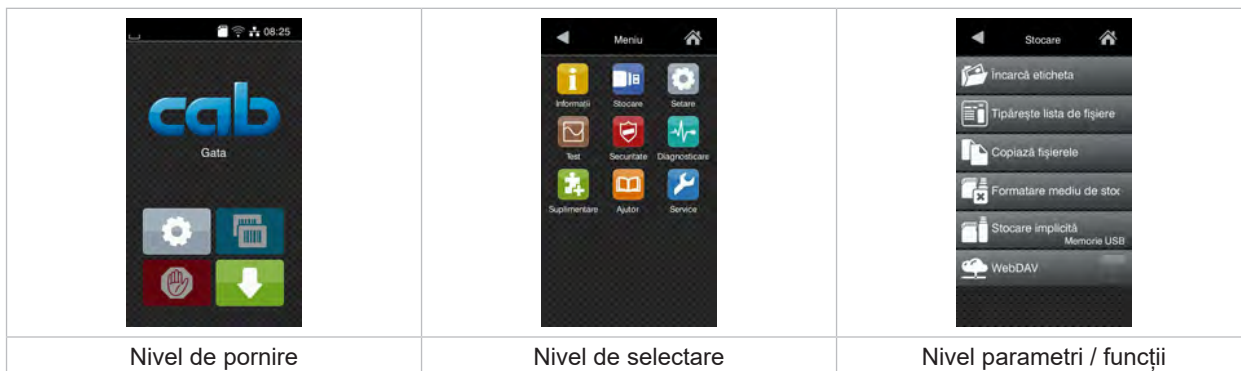 08:25
cab
Gata
Nivel de pornire
Meniu
Informații
Stocare
Setare
Test
Securitate
Diagnosticare
Suplimentare
Ajutor
Service
Nivel de selectare
Stocare
Încarcă eticheta
Tipărește lista de fișiere
Copiază fișierele
Formatare mediu de stoc
Stocare implicită
Memorie USB
WebDAV
Nivel parametri / funcții